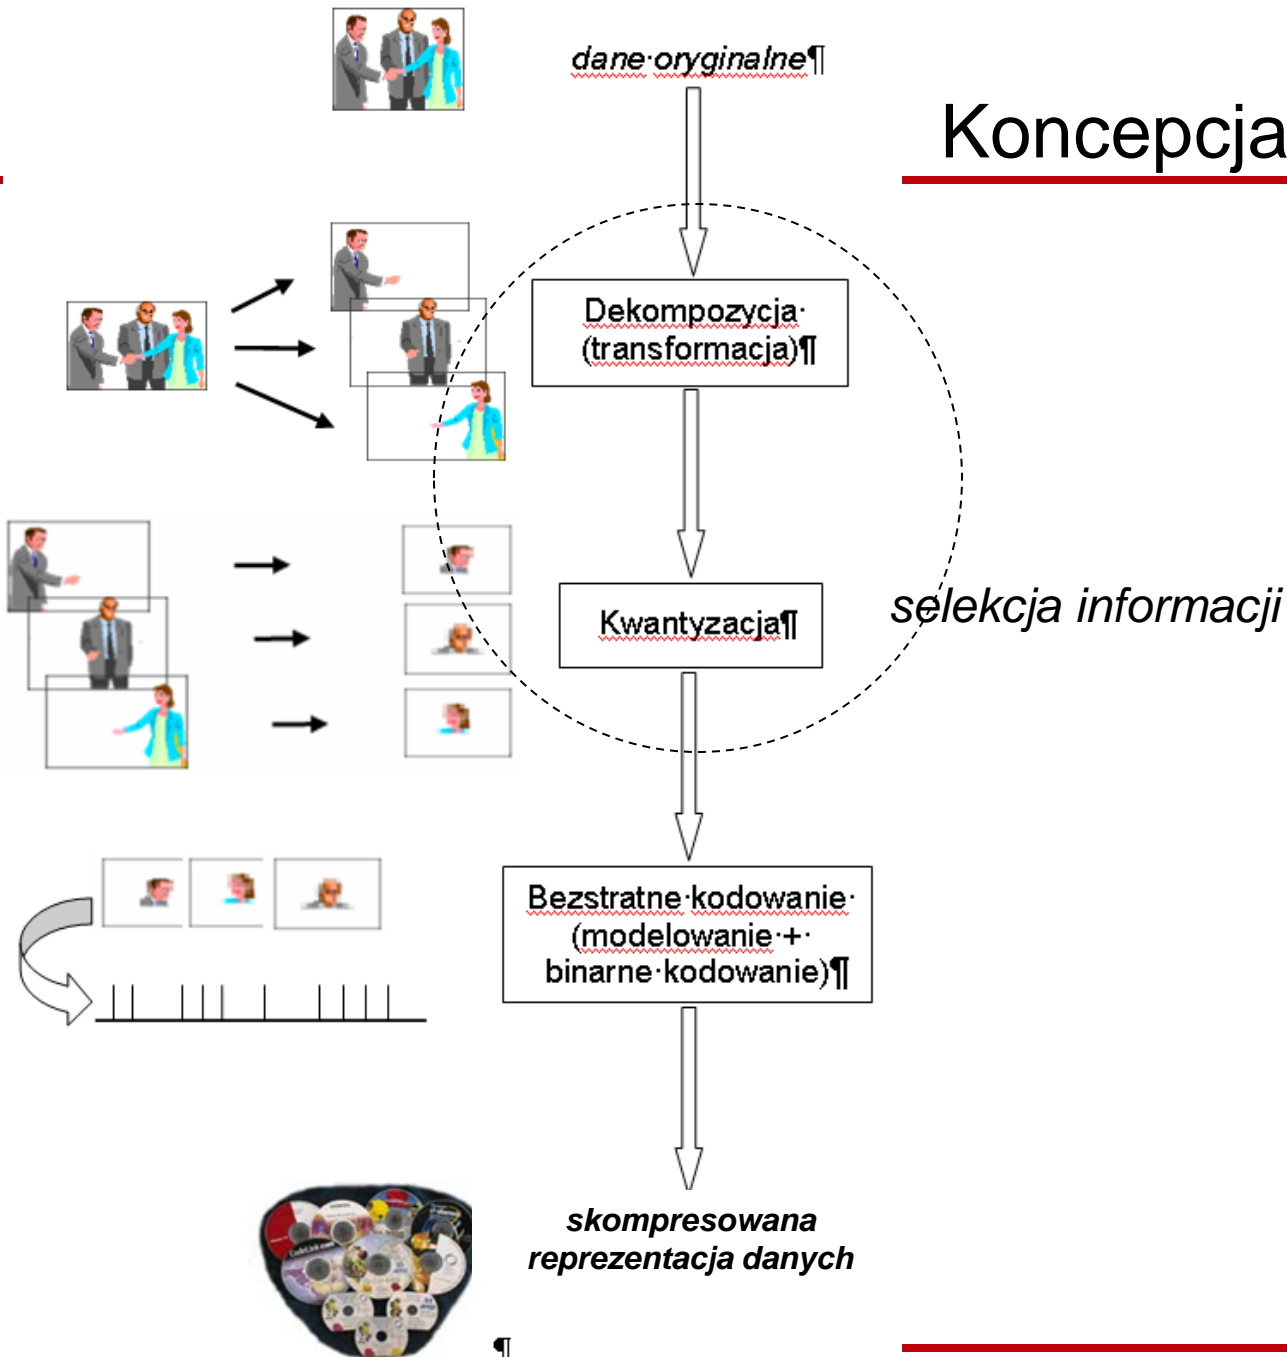 dane·oryginalne¶
Koncepcja
Dekompozycja·
(transformacja)¶
Kwantyzacja¶
selekcja informacji
Bezstratne·kodowanie·
(modelowanie·+·
binarne·kodowanie)¶
skompresowana
reprezentacja danych
¶